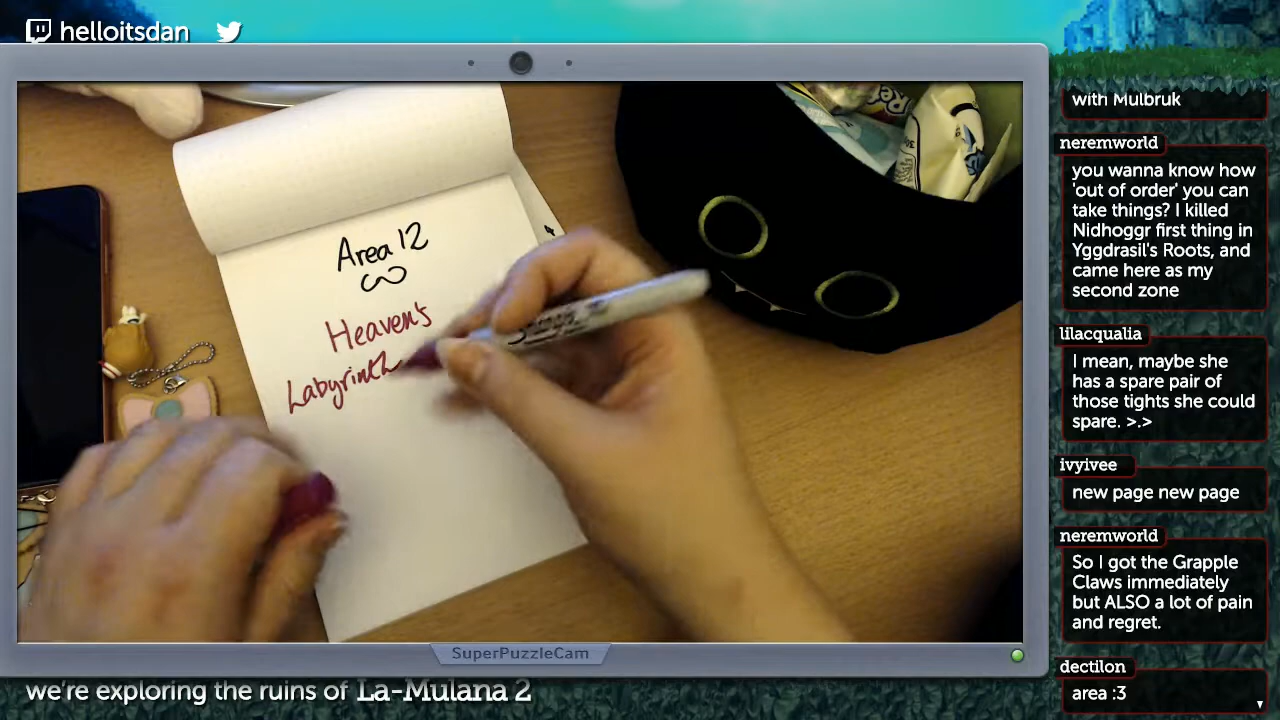 helloitsdan
Area 12
Heaven's
Labyrinth
SuperPuzzleCam
we're exploring the ruins of La-Mulana 2
with Mulbruk
neremworld
you wanna know how
'out of order' you can
take things? I killed
Nidhoggr first thing in
Yggdrasil's Roots, and
came here as my
second zone
lilacqualia
I mean, maybe she
has a spare pair of
those tights she could
spare. >.>
ivyivee
new page new page
neremworld
So I got the Grapple
Claws immediately
but ALSO a lot of pain
and regret.
dectilon
area :3